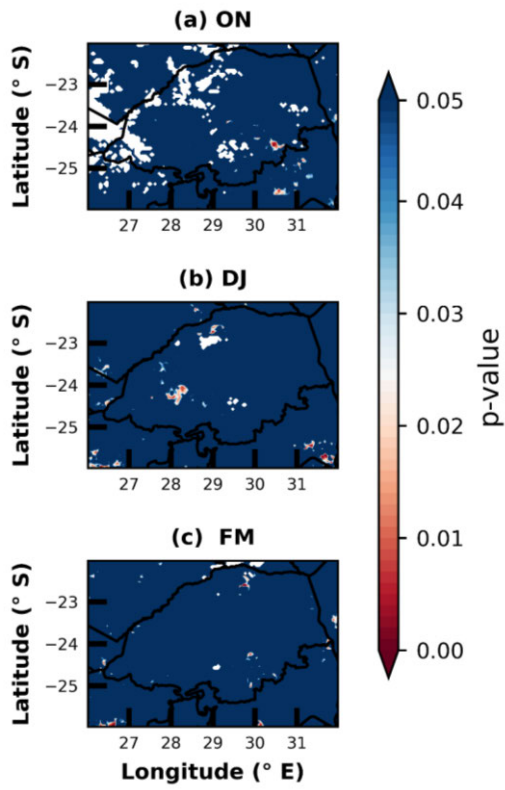 (a) ON
Latitude (° S)
−23
−24
−25
27 28 29 30 31
(b) DJ
Latitude (° S)
−23
−24
−25
27 28 29 30 31
(c) FM
Latitude (° S)
−23
−24
−25
27 28 29 30 31
Longitude (° E)
0.05
0.04
0.03
0.02
0.01
0.00
p-value